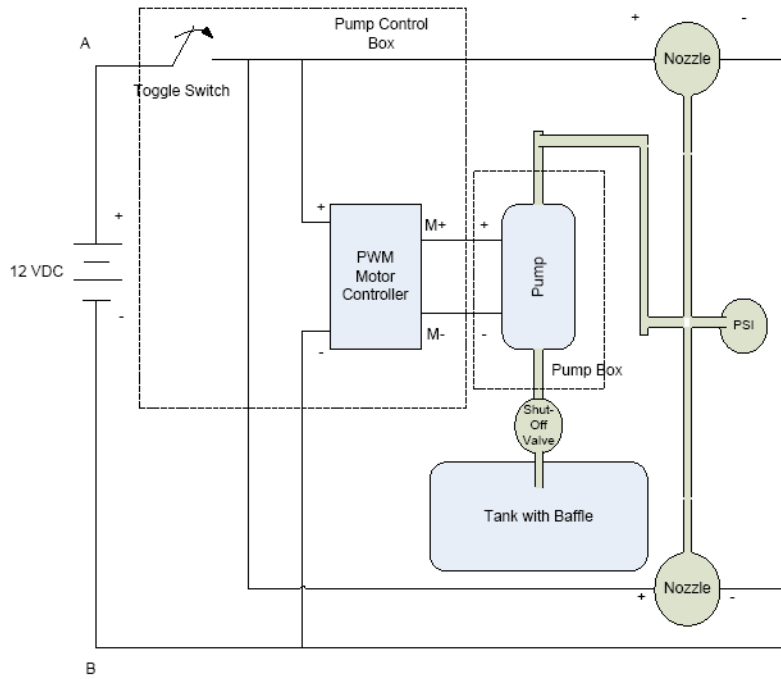 A
Pump Control
Box
+
-
Nozzle
Toggle Switch
+
12 VDC
-
+
PWM
Motor
Controller
-
M+
M-
+
-
Pump
Pump Box
PSI
Shut-
Off
Valve
Tank with Baffle
+
Nozzle
-
B